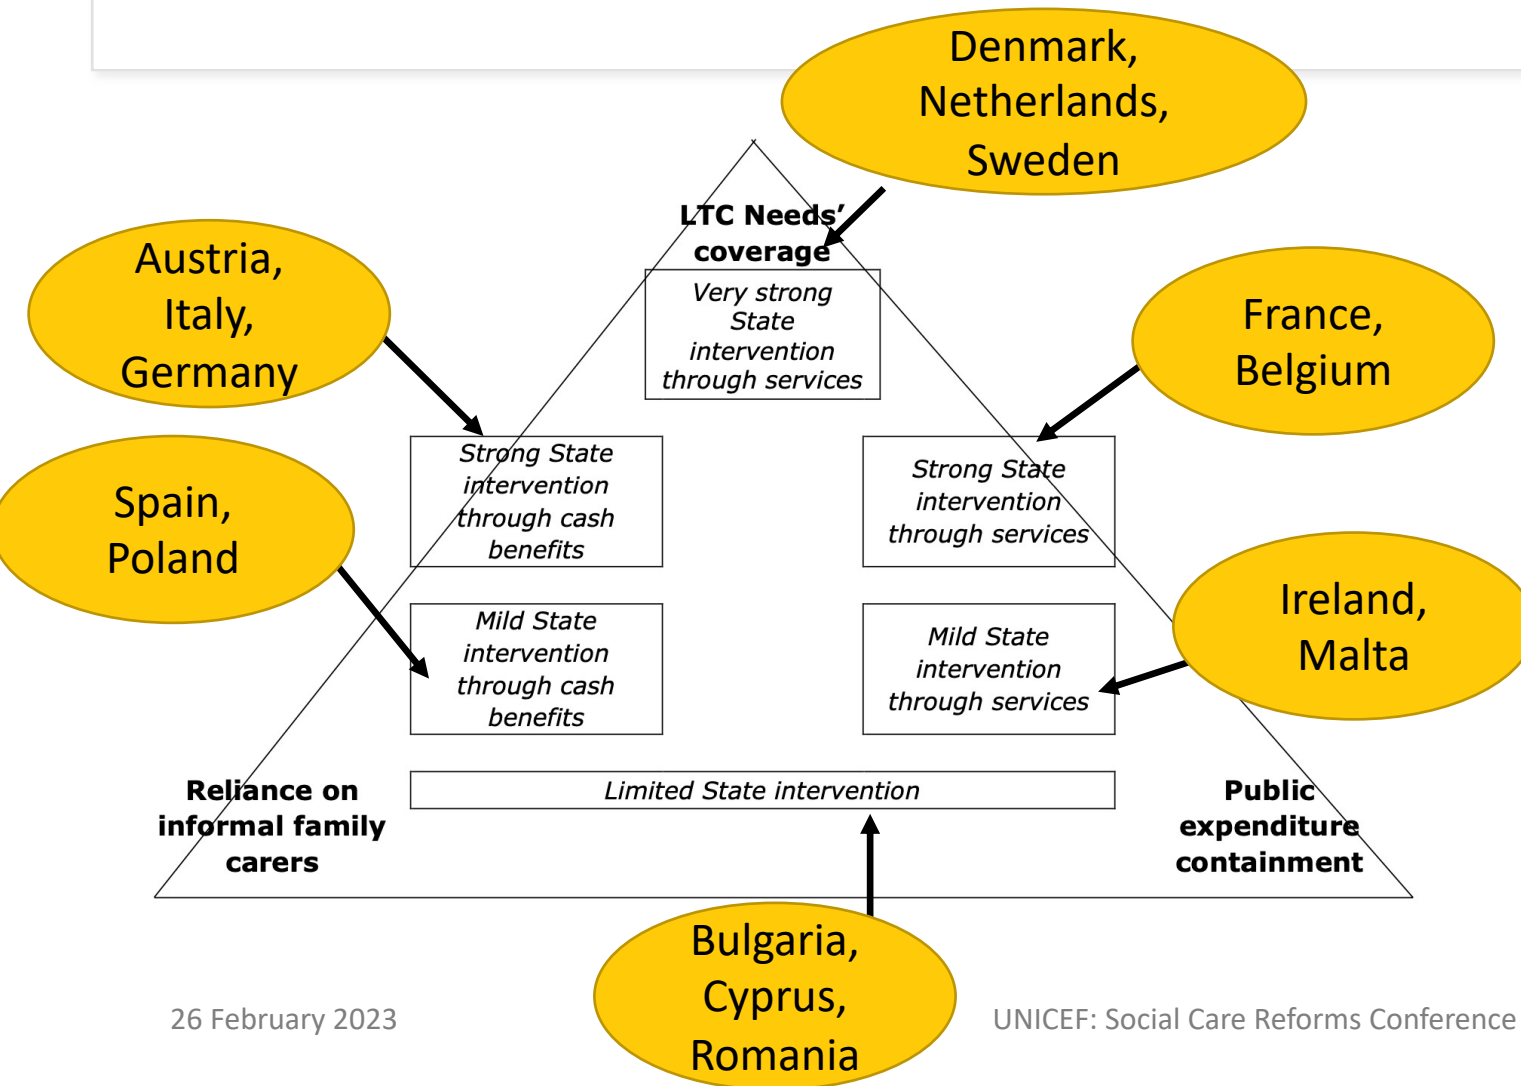 Denmark,
Netherlands,
Sweden
LTC Needs’
coverage
Very strong
State
intervention
through services
Austria,
Italy,
Germany
France,
Belgium
Strong State
intervention
through cash
benefits
Strong State
intervention
through services
Spain,
Poland
Ireland,
Malta
Mild State
intervention
through cash
benefits
Mild State
intervention
through services
Reliance on
informal family
carers
Limited State intervention
Public
expenditure
containment
Bulgaria,
Cyprus,
Romania
26 February 2023
UNICEF: Social Care Reforms Conference